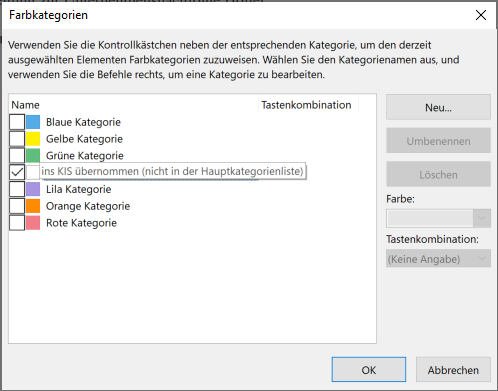 Farbkategorien
Verwenden Sie die Kontrollkästchen neben der entsprechenden Kategorie, um den derzeit
ausgewählten Elementen Farbkategorien zuzuweisen. Wählen Sie den Kategorienamen aus, und
verwenden Sie die Befehle rechts, um eine Kategorie zu bearbeiten.
Name Tastenkombination
Blaue Kategorie
Gelbe Kategorie
Grüne Kategorie
ins KIS übernommen (nicht in der Hauptkategorienliste)
Lila Kategorie
Orange Kategorie
Rote Kategorie
Neu...
Umbenennen
Löschen
Farbe:
Tastenkombination:
(Keine Angabe)
OK Abbrechen